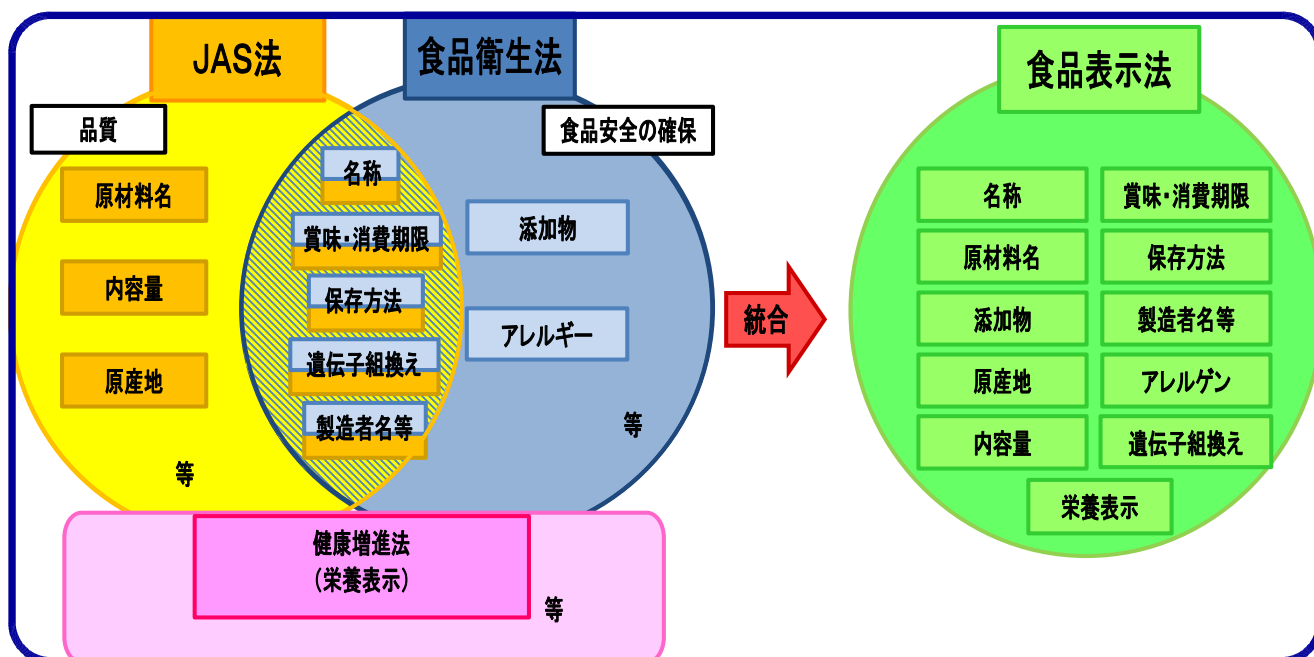 JAS法
食品衛生法
食品表示法
品質
食品安全の確保
原材料名
内容量
原産地
等
名称
賞味・消費期限
保存方法
遺伝子組換え
製造者名等
添加物
アレルギー
等
健康増進法
（栄養表示）
等
統合
名称
賞味・消費期限
原材料名
保存方法
添加物
製造者名等
原産地
アレルゲン
内容量
遺伝子組換え
栄養表示